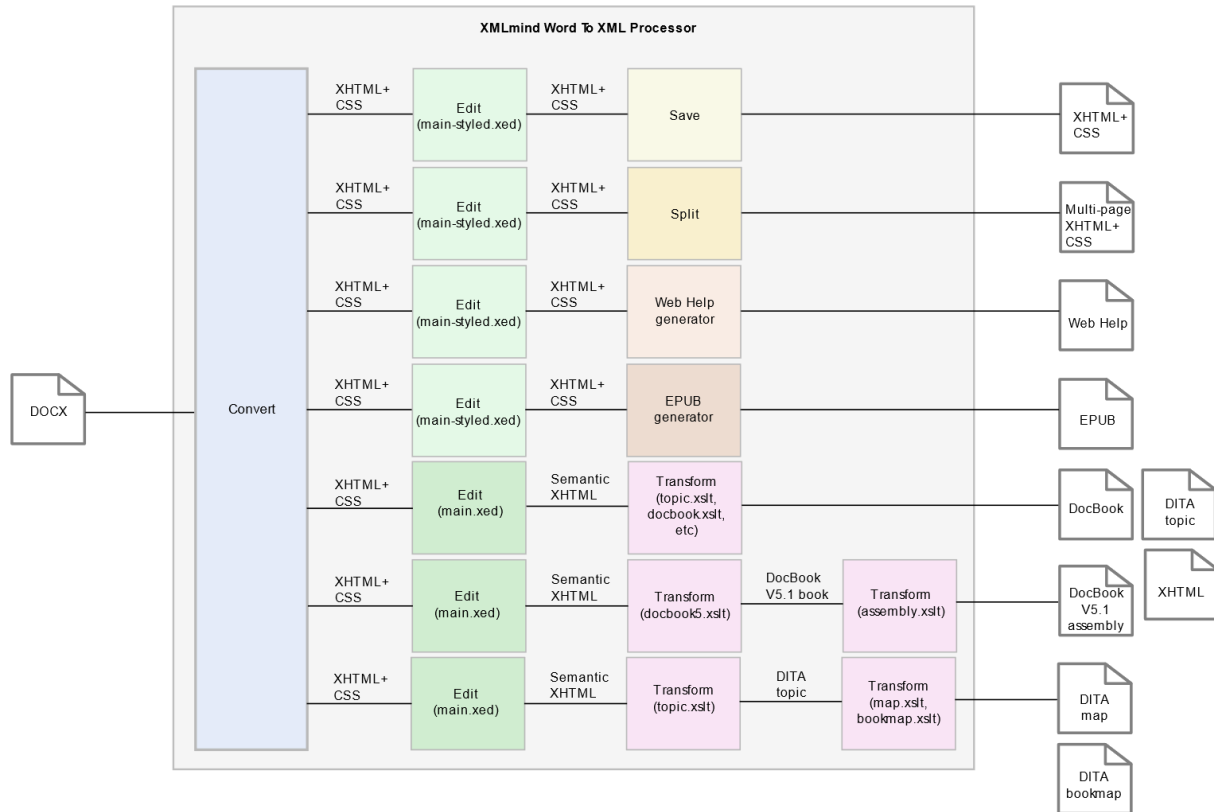 XMLmind Word To XML Processor
DOCX
Convert
XHTML+
CSS
Edit
(main-styled.xed)
XHTML+
CSS
Save
XHTML+
CSS
XHTML+
CSS
Edit
(main-styled.xed)
XHTML+
CSS
Split
Multi-page
XHTML+
CSS
XHTML+
CSS
Edit
(main-styled.xed)
XHTML+
CSS
Web Help
generator
Web Help
XHTML+
CSS
Edit
(main-styled.xed)
XHTML+
CSS
EPUB
generator
EPUB
XHTML+
CSS
Edit
(main.xed)
Semantic
XHTML
Transform
(topic.xslt,
docbook.xslt,
etc)
DocBook
DITA
topic
XHTML
XHTML+
CSS
Edit
(main.xed)
Semantic
XHTML
Transform
(docbook5.xslt)
DocBook
V5.1 book
Transform
(assembly.xslt)
DocBook
V5.1
assembly
XHTML+
CSS
Edit
(main.xed)
Semantic
XHTML
Transform
(topic.xslt)
DITA
topic
Transform
(map.xslt,
bookmap.xslt)
DITA
map
DITA
bookmap